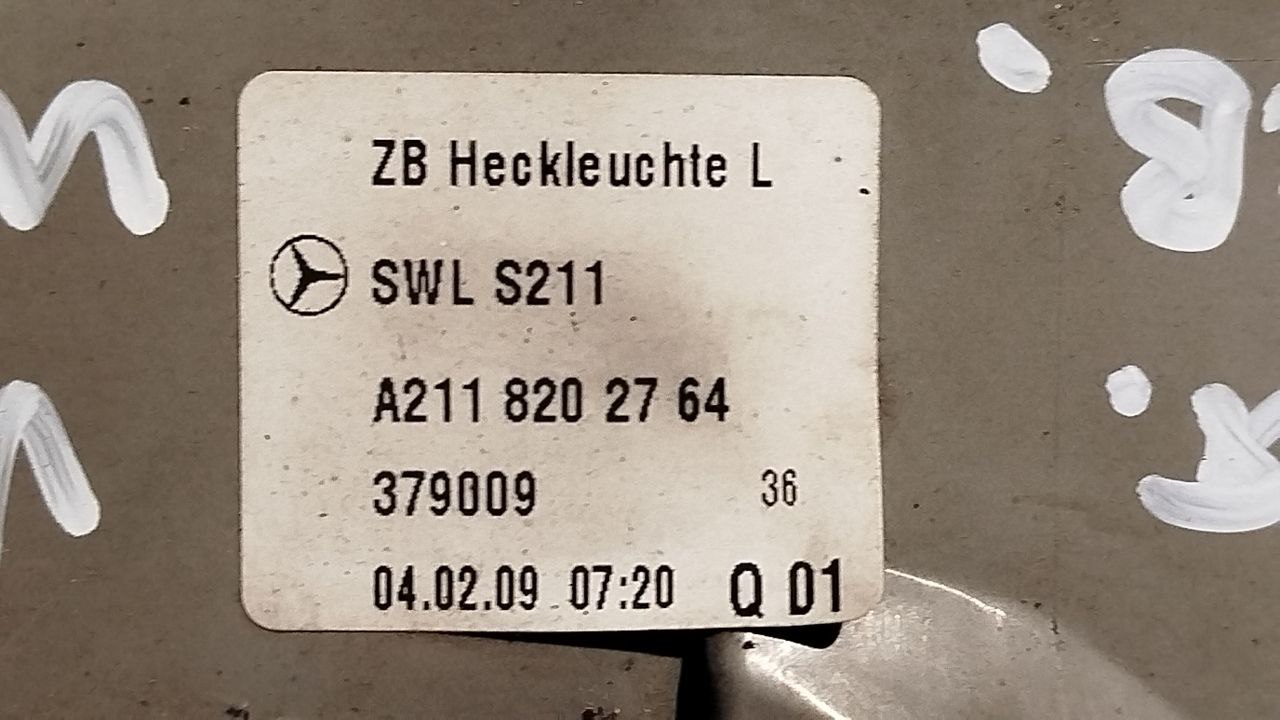 ZB Heckleuchte L
SWL S211
A211 820 27 64
379009 36
04.02.09 07:20 Q 01